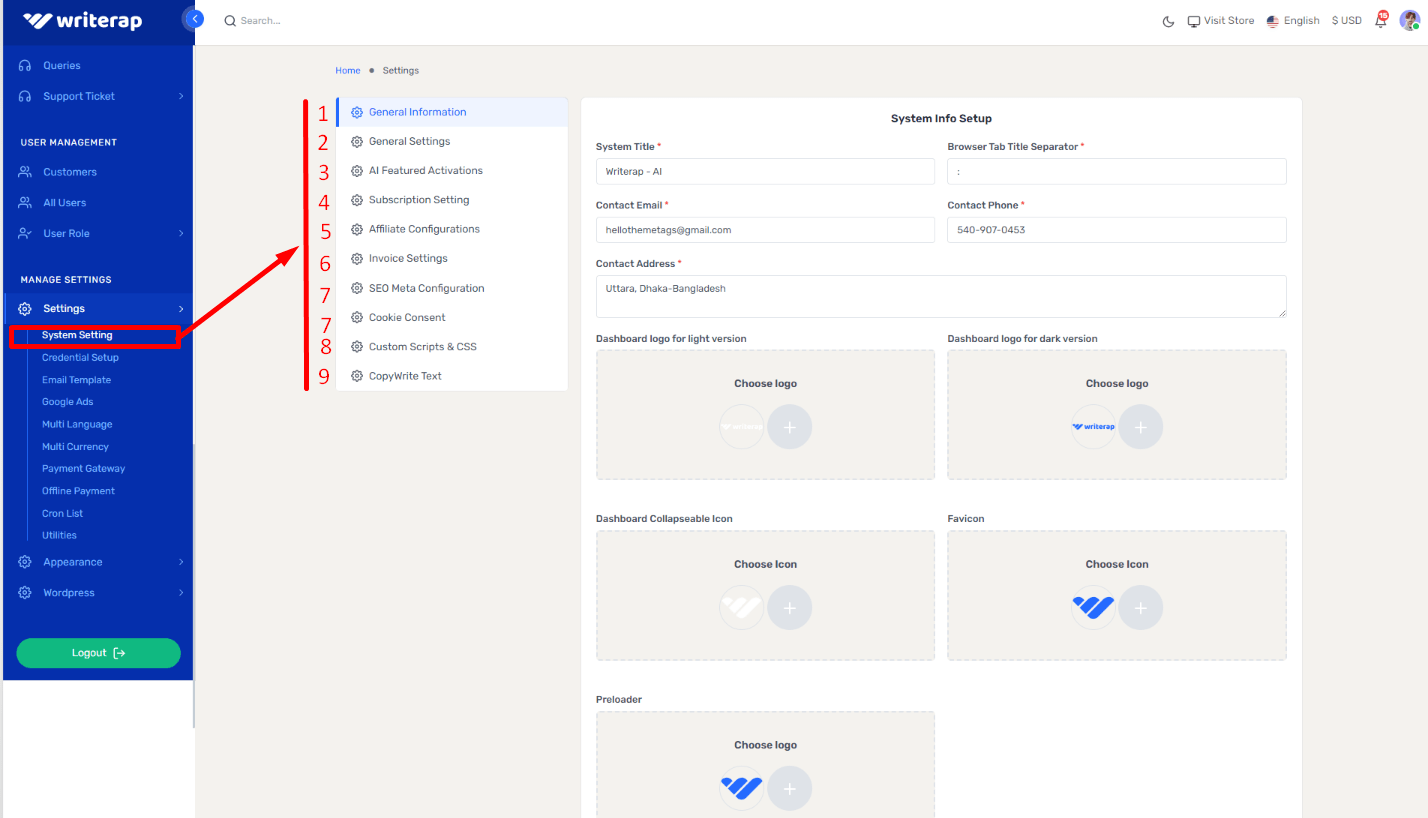 writerap
Search...
Visit Store
English
$ USD
15
Queries
Support Ticket
USER MANAGEMENT
Customers
All Users
User Role
MANAGE SETTINGS
Settings
System Setting
Credential Setup
Email Template
Google Ads
Multi Language
Multi Currency
Payment Gateway
Offline Payment
Cron List
Utilities
Appearance
Wordpress
Logout
Home • Settings
1 General Information
2 General Settings
3 AI Featured Activations
4 Subscription Setting
5 Affiliate Configurations
6 Invoice Settings
7 SEO Meta Configuration
7 Cookie Consent
8 Custom Scripts & CSS
9 CopyWrite Text
System Info Setup
System Title *
Writerap - AI
Browser Tab Title Separator *
:
Contact Email *
hellothemetags@gmail.com
Contact Phone *
540-907-0453
Contact Address *
Uttara, Dhaka-Bangladesh
Dashboard logo for light version
Choose logo
writerap
Dashboard logo for dark version
Choose logo
writerap
Dashboard Collapseable Icon
Choose Icon
Favicon
Choose Icon
Preloader
Choose logo